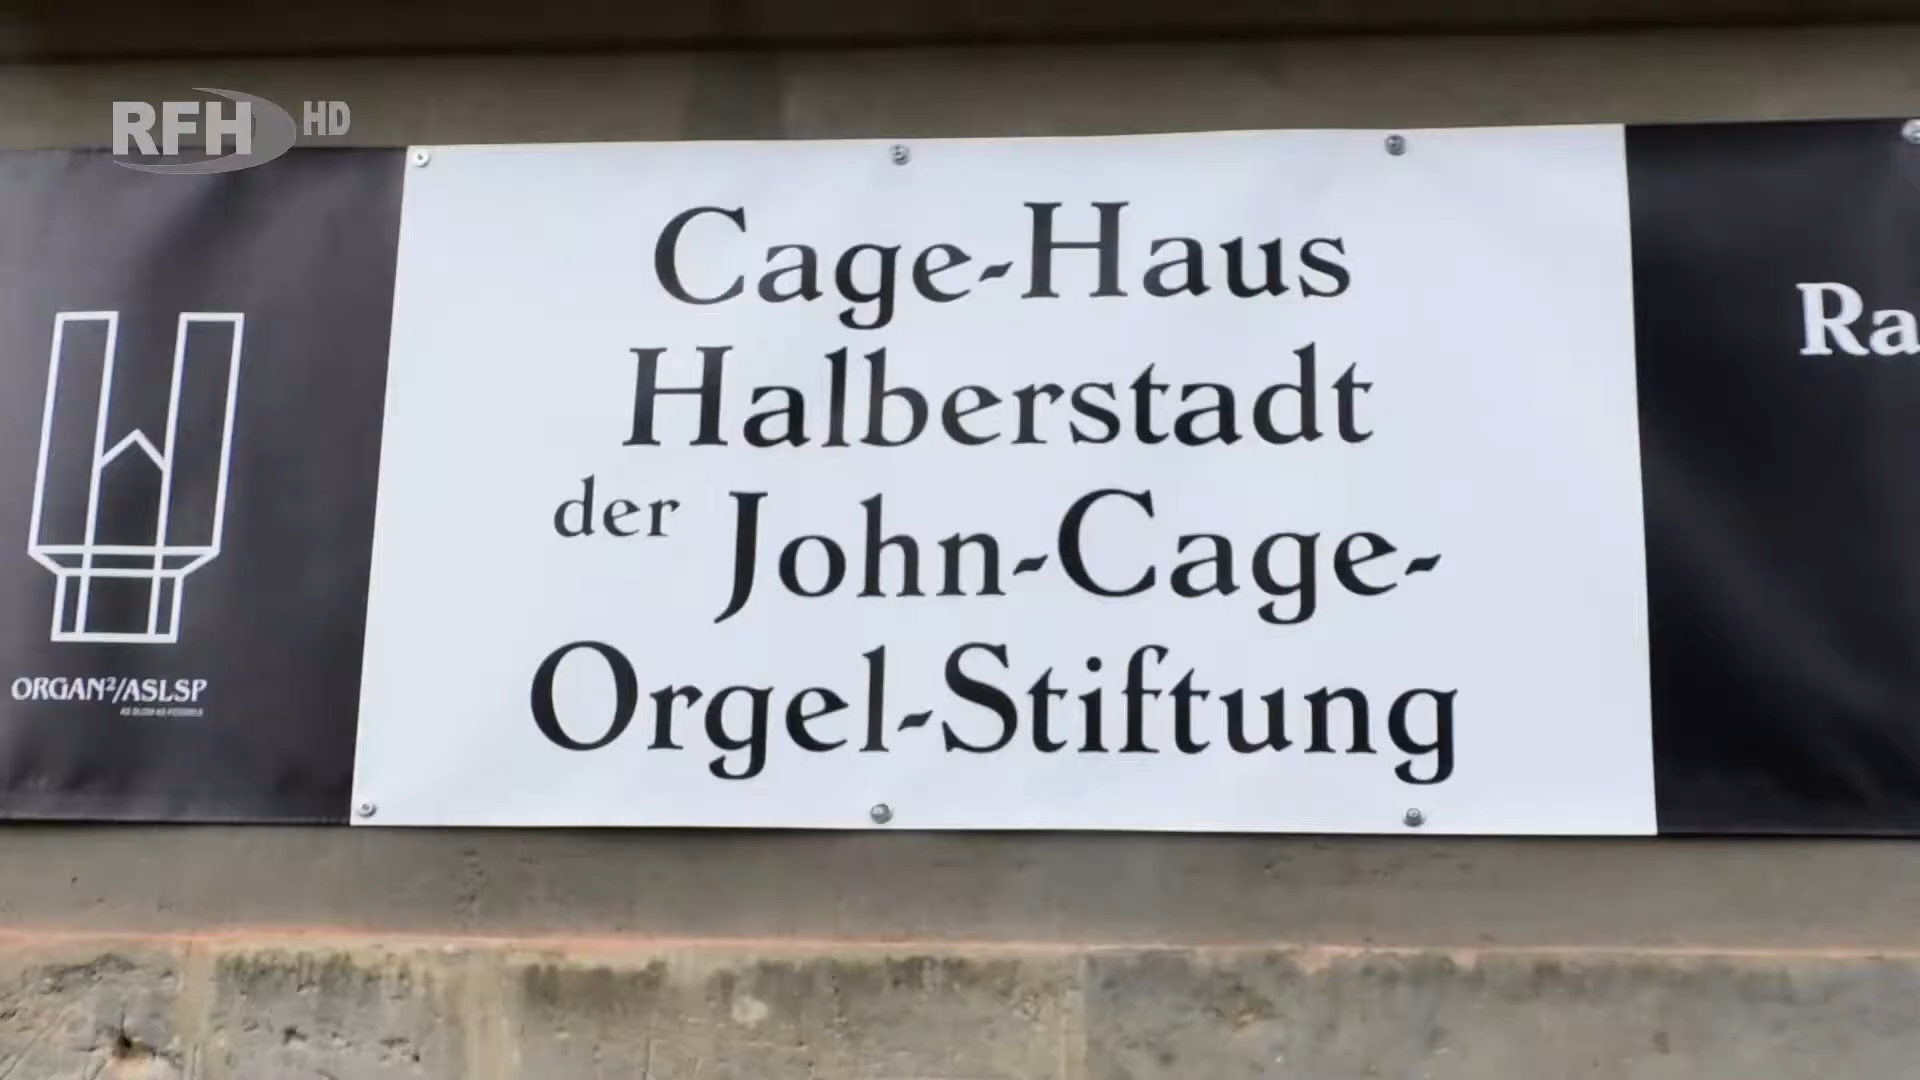 RFH HD
Cage-Haus
Halberstadt
der John-Cage-
Orgel-Stiftung
Ra
ORGAN²/ASLSP